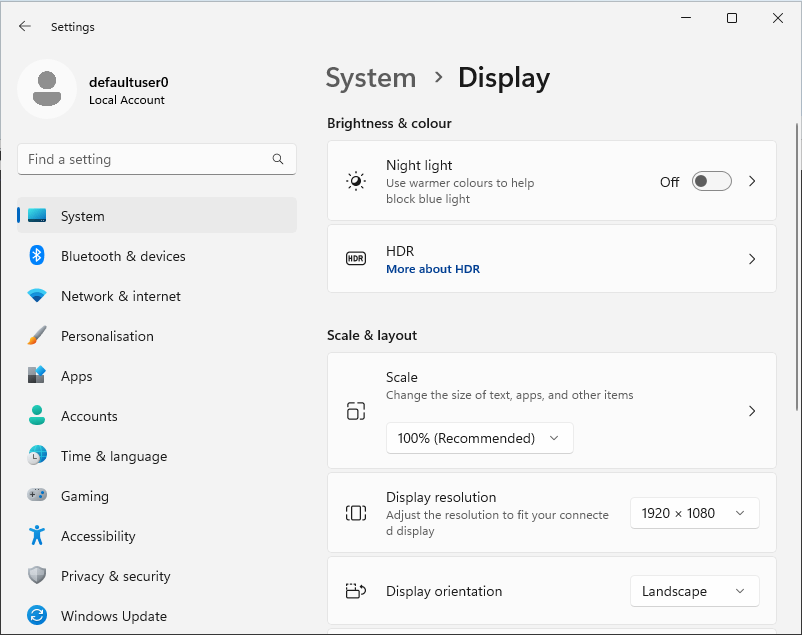 Settings
defaultuser0
Local Account
Find a setting
System
Bluetooth & devices
Network & internet
Personalisation
Apps
Accounts
Time & language
Gaming
Accessibility
Privacy & security
Windows Update
System › Display
Brightness & colour
Night light
Use warmer colours to help
block blue light
Off
HDR
HDR
More about HDR
Scale & layout
Scale
Change the size of text, apps, and other items
100% (Recommended)
Display resolution
Adjust the resolution to fit your connecte
d display
1920 × 1080
Display orientation
Landscape